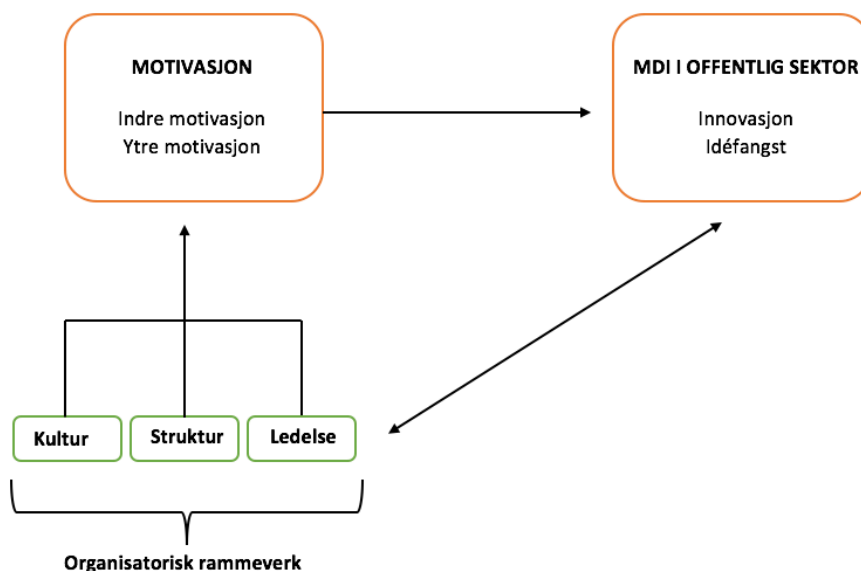 MOTIVASJON
Indre motivasjon
Ytre motivasjon
MDI I OFFENTLIG SEKTOR
Innovasjon
Idéfangst
Kultur
Struktur
Ledelse
Organisatorisk rammeverk